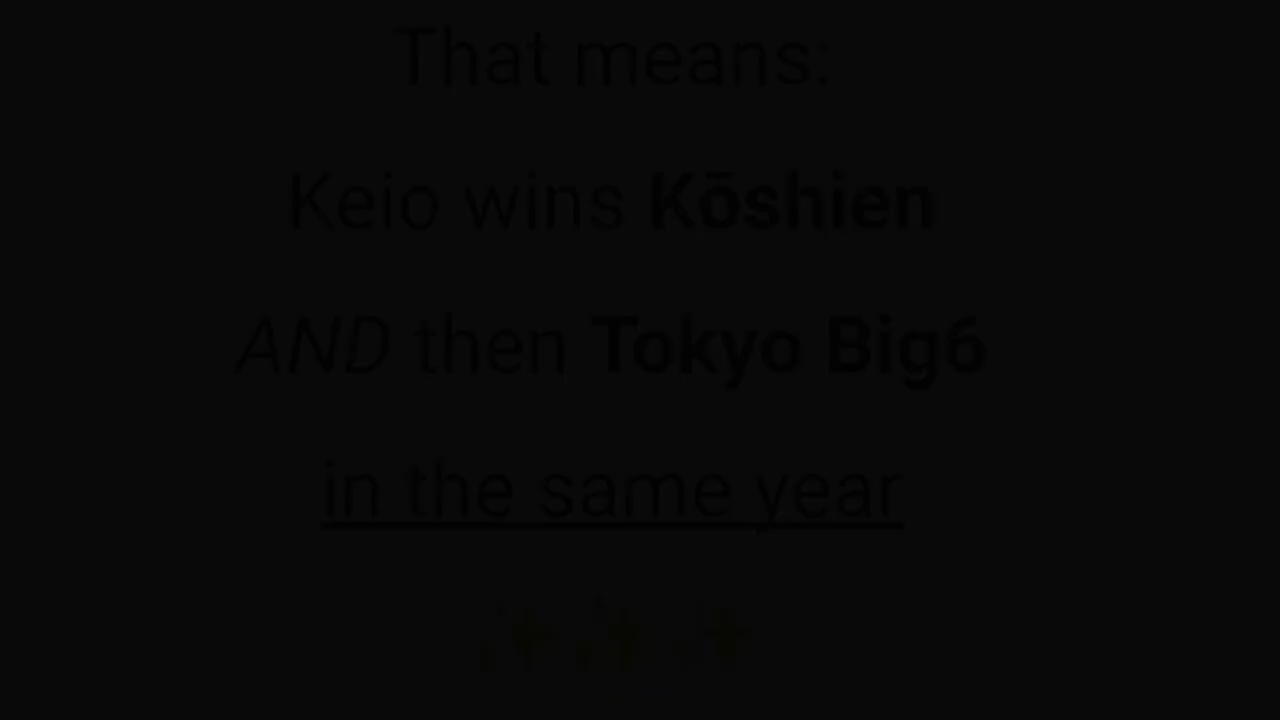 That means:
Keio wins Kōshien
AND then Tokyo Big6
in the same year
✨✨✨